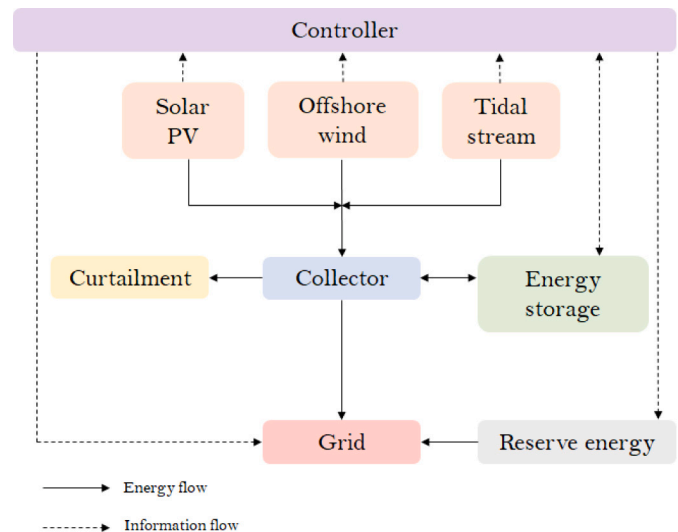 Controller
Solar
PV
Offshore
wind
Tidal
stream
Curtailment
Collector
Energy
storage
Grid
Reserve energy
Energy flow
Information flow